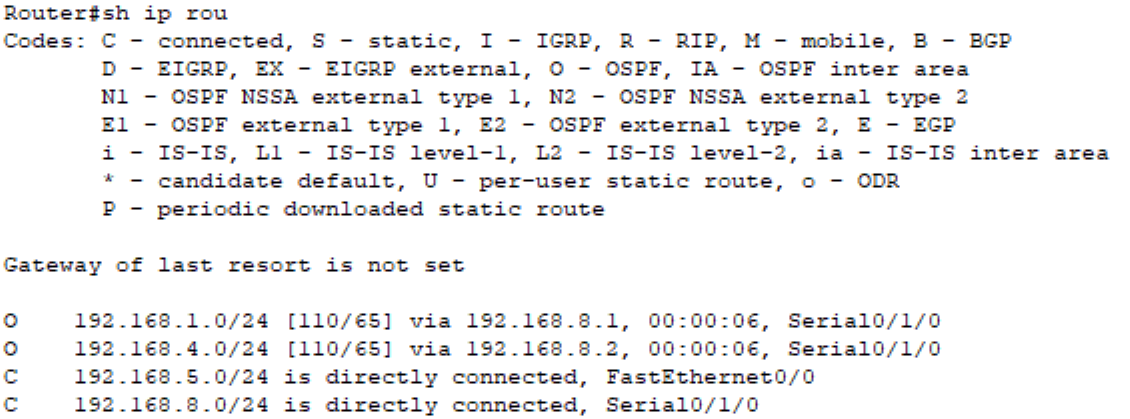 Router#sh ip rou
Codes: C - connected, S - static, I - IGRP, R - RIP, M - mobile, B - BGP
       D - EIGRP, EX - EIGRP external, O - OSPF, IA - OSPF inter area
       N1 - OSPF NSSA external type 1, N2 - OSPF NSSA external type 2
       E1 - OSPF external type 1, E2 - OSPF external type 2, E - EGP
       i - IS-IS, L1 - IS-IS level-1, L2 - IS-IS level-2, ia - IS-IS inter area
       * - candidate default, U - per-user static route, o - ODR
       P - periodic downloaded static route

Gateway of last resort is not set

O    192.168.1.0/24 [110/65] via 192.168.8.1, 00:00:06, Serial0/1/0
O    192.168.4.0/24 [110/65] via 192.168.8.2, 00:00:06, Serial0/1/0
C    192.168.5.0/24 is directly connected, FastEthernet0/0
C    192.168.8.0/24 is directly connected, Serial0/1/0